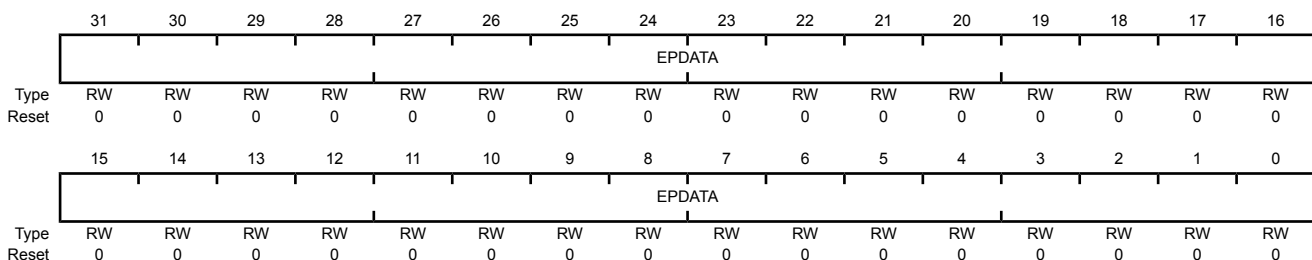 31 30 29 28 27 26 25 24 23 22 21 20 19 18 17 16
EPDATA
Type RW RW RW RW RW RW RW RW RW RW RW RW RW RW RW RW
Reset 0 0 0 0 0 0 0 0 0 0 0 0 0 0 0 0
15 14 13 12 11 10 9 8 7 6 5 4 3 2 1 0
EPDATA
Type RW RW RW RW RW RW RW RW RW RW RW RW RW RW RW RW
Reset 0 0 0 0 0 0 0 0 0 0 0 0 0 0 0 0